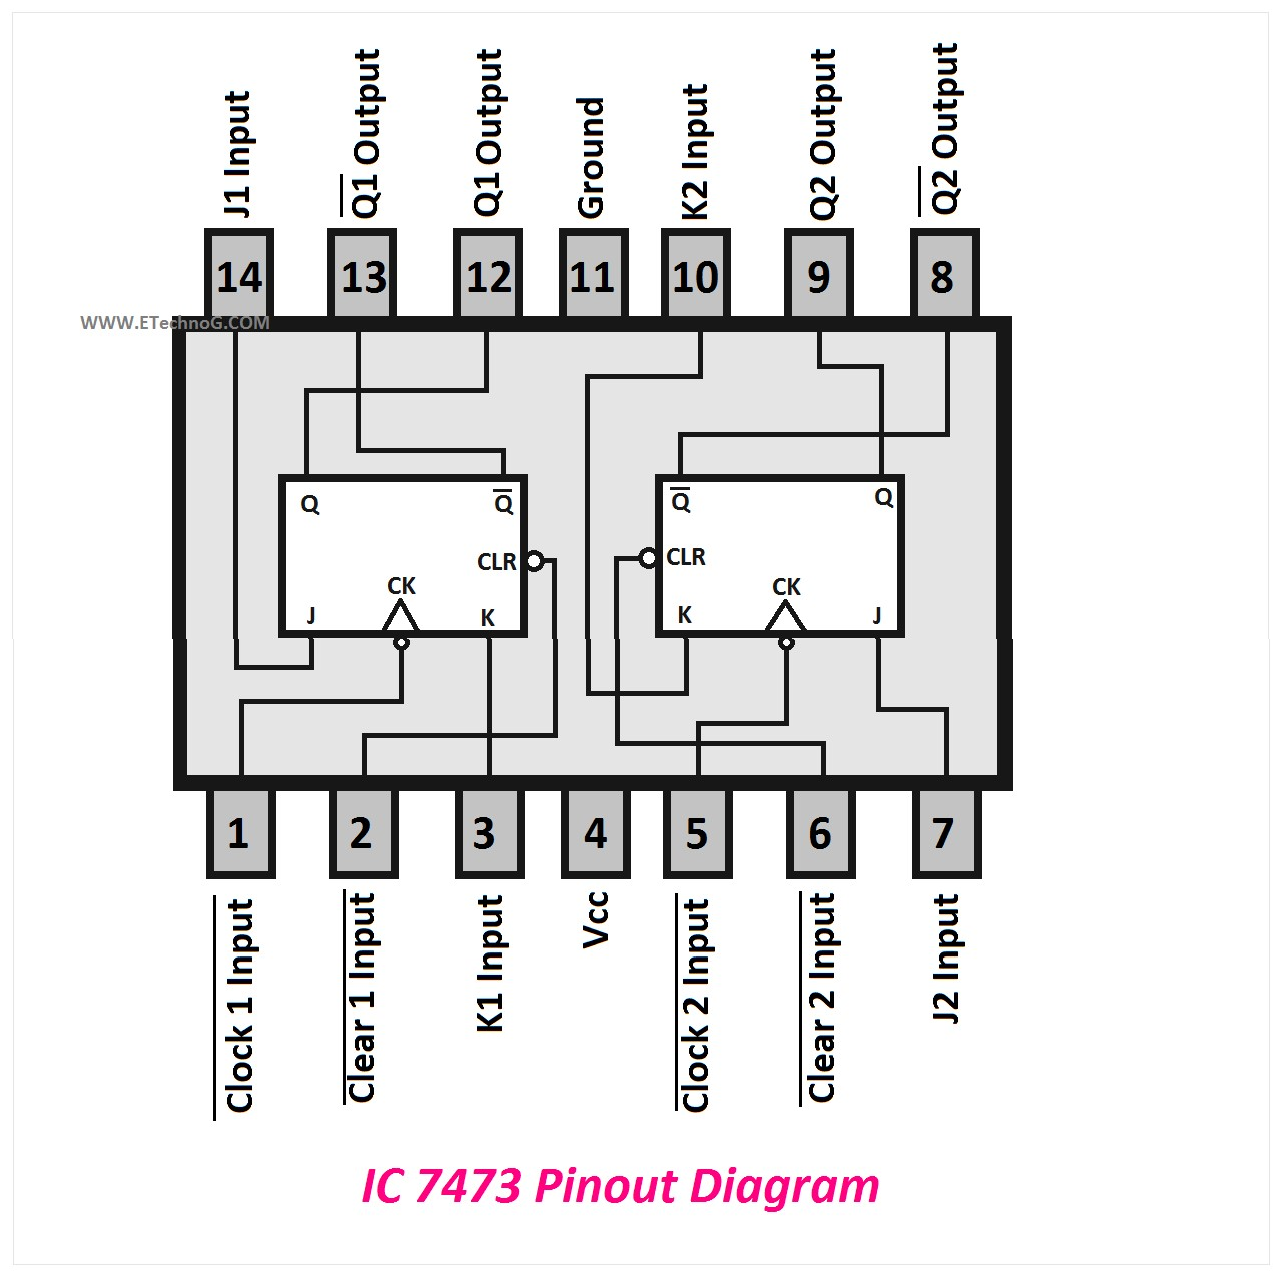 J1 Input
Q̅1 Output
Q1 Output
Ground
K2 Input
Q2 Output
Q̅2 Output
14
13
12
11
10
9
8
WWW.ETechnoG.COM
Q
Q̅
CLR
CK
J
K
Q̅
Q
CLR
CK
K
J
1
2
3
4
5
6
7
Clock 1 Input
Clear 1 Input
K1 Input
Vcc
Clock 2 Input
Clear 2 Input
J2 Input
IC 7473 Pinout Diagram